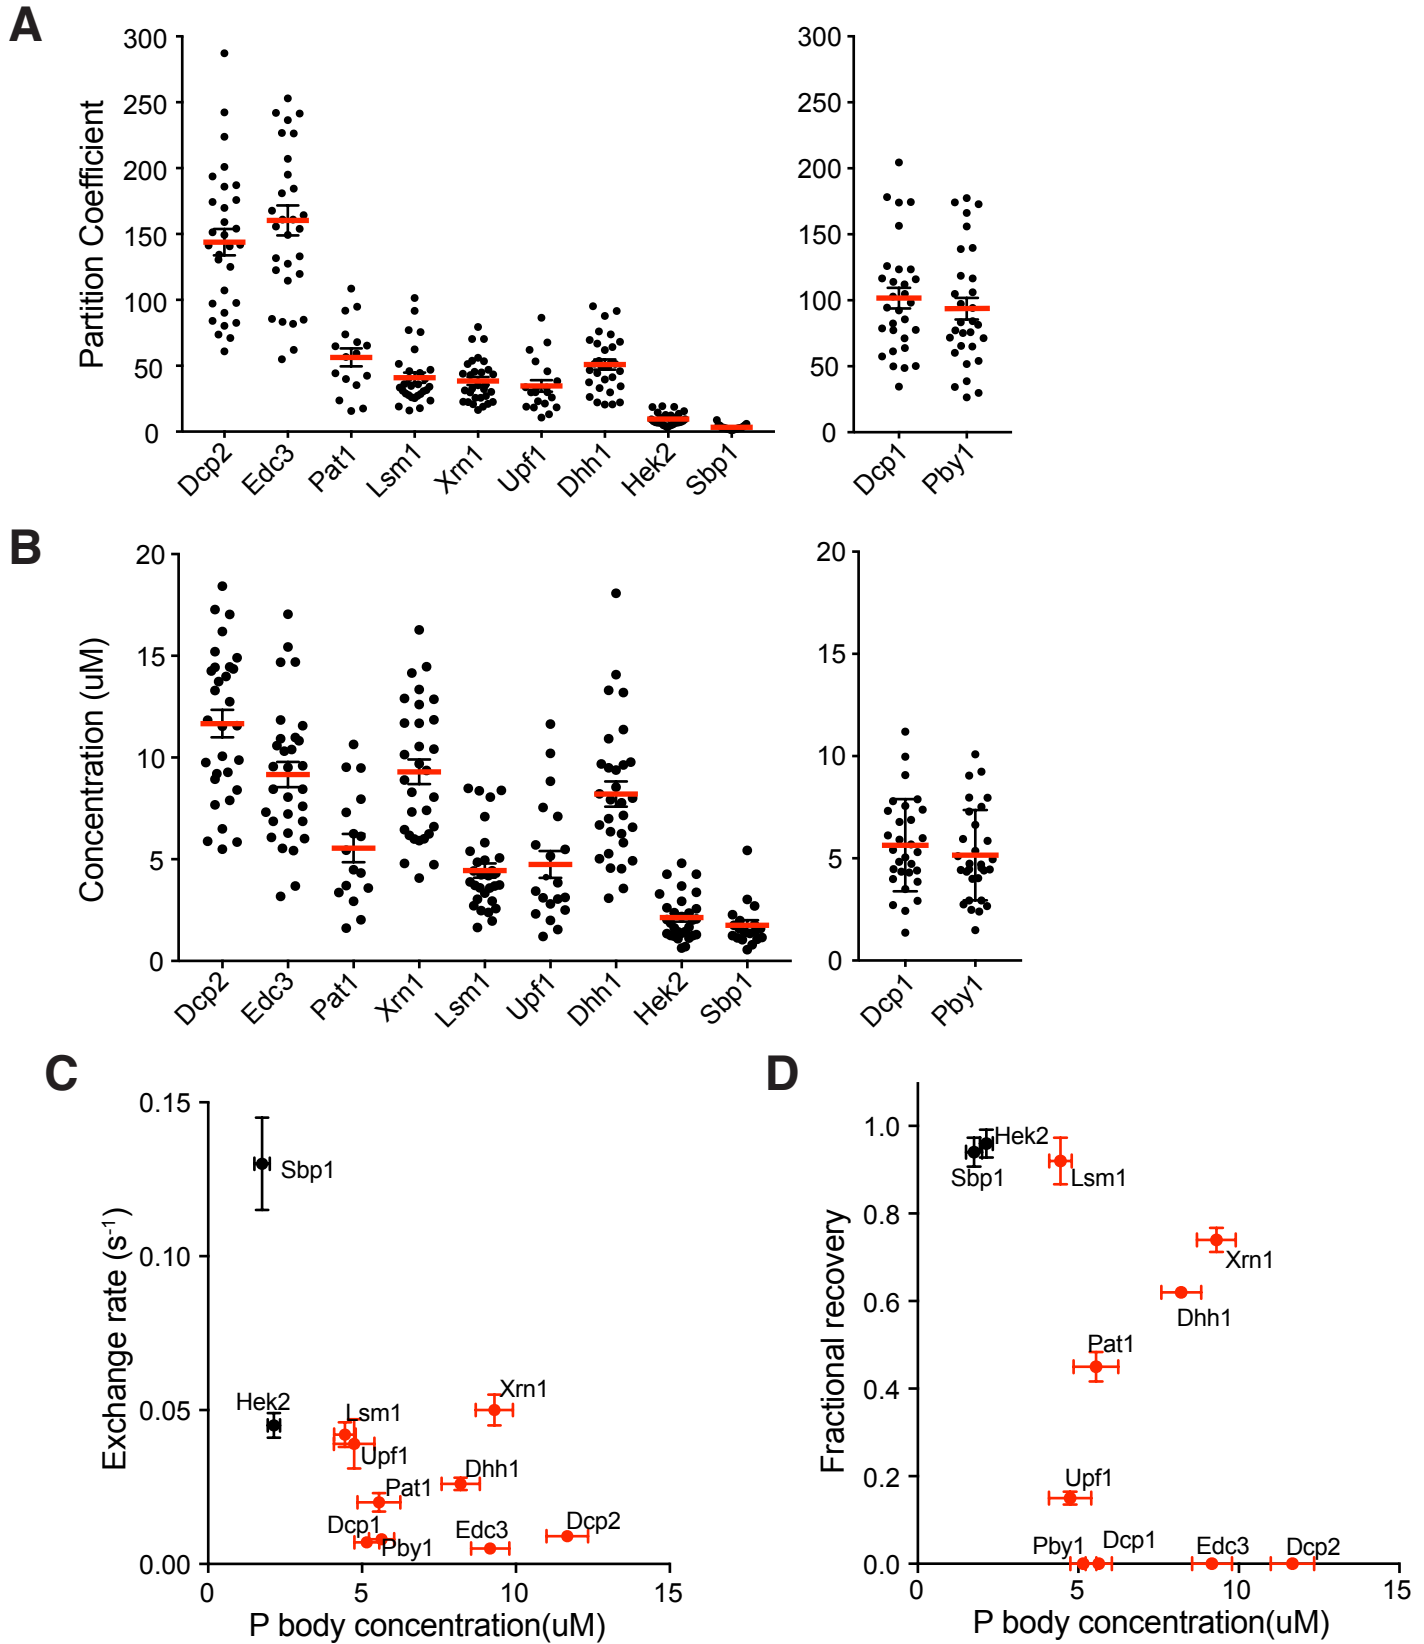 A
Partition Coefficient
300
250
200
150
100
50
0
Dcp2
Edc3
Pat1
Lsm1
Xrn1
Upf1
Dhh1
Hek2
Sbp1
300
250
200
150
100
50
0
Dcp1
Pby1
B
Concentration (uM)
20
15
10
5
0
Dcp2
Edc3
Pat1
Xrn1
Lsm1
Upf1
Dhh1
Hek2
Sbp1
20
15
10
5
0
Dcp1
Pby1
C
Exchange rate (s⁻¹)
0.15
0.10
0.05
0.00
Sbp1
Hek2
Lsm1
Upf1
Xrn1
Pat1
Dhh1
Dcp1
Pby1
Edc3
Dcp2
0
5
10
15
P body concentration(uM)
D
Fractional recovery
1.0
0.8
0.6
0.4
0.2
0.0
Hek2
Sbp1
Lsm1
Xrn1
Dhh1
Pat1
Upf1
Pby1
Dcp1
Edc3
Dcp2
0
5
10
15
P body concentration(uM)